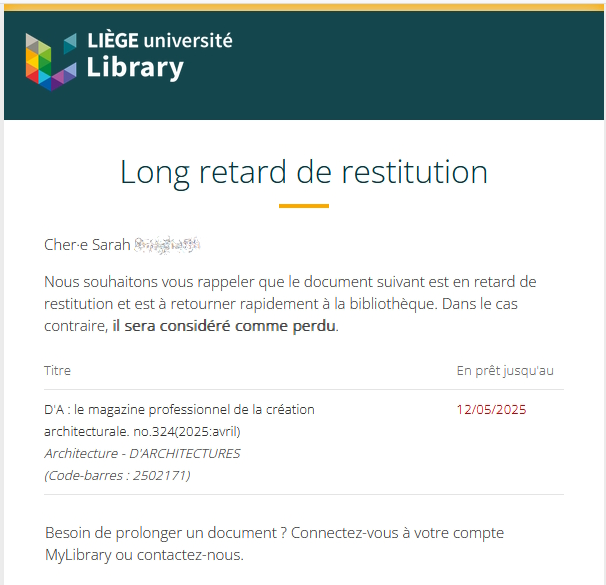 LIÈGE université
Library
Long retard de restitution
Cher·e Sarah
Nous souhaitons vous rappeler que le document suivant est en retard de
restitution et est à retourner rapidement à la bibliothèque. Dans le cas
contraire, il sera considéré comme perdu.
Titre En prêt jusqu'au
D'A : le magazine professionnel de la création 12/05/2025
architecturale. no.324(2025:avril)
Architecture - D'ARCHITECTURES
(Code-barres : 2502171)
Besoin de prolonger un document ? Connectez-vous à votre compte
MyLibrary ou contactez-nous.